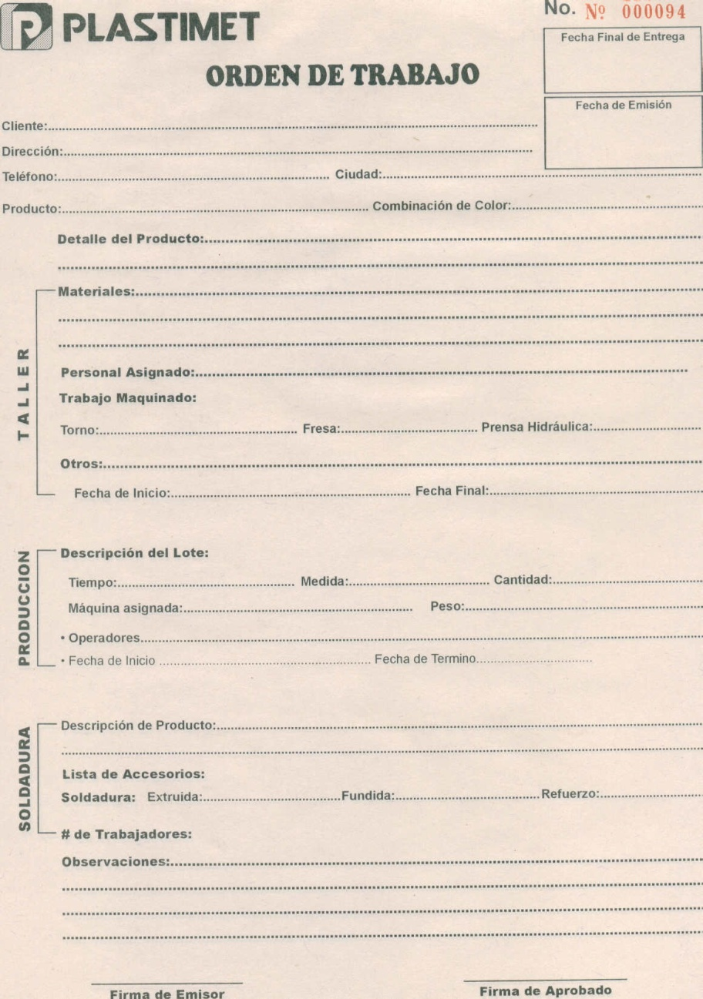 PLASTIMET
No. Nº 000094
Fecha Final de Entrega
ORDEN DE TRABAJO
Fecha de Emisión
Cliente:
Dirección:
Teléfono: Ciudad:
Producto: Combinación de Color:
Detalle del Producto:
TALLER
Materiales:
Personal Asignado:
Trabajo Maquinado:
Torno: Fresa: Prensa Hidráulica:
Otros:
Fecha de Inicio: Fecha Final:
PRODUCCION
Descripción del Lote:
Tiempo: Medida: Cantidad:
Máquina asignada: Peso:
• Operadores
• Fecha de Inicio Fecha de Termino
SOLDADURA
Descripción de Producto:
Lista de Accesorios:
Soldadura: Extruida: Fundida: Refuerzo:
# de Trabajadores:
Observaciones:
Firma de Emisor Firma de Aprobado